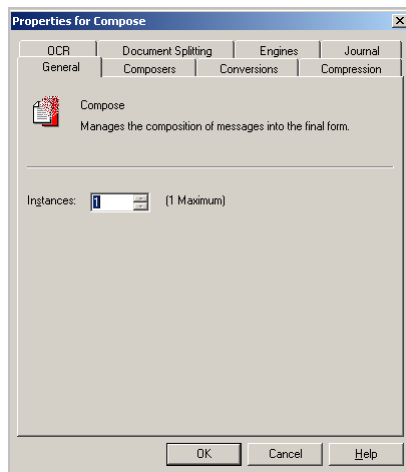 Properties for Compose
OCR Document Splitting Engines Journal
General Composers Conversions Compression
Compose
Manages the composition of messages into the final form.
Instances: 1 (1 Maximum)
OK Cancel Help